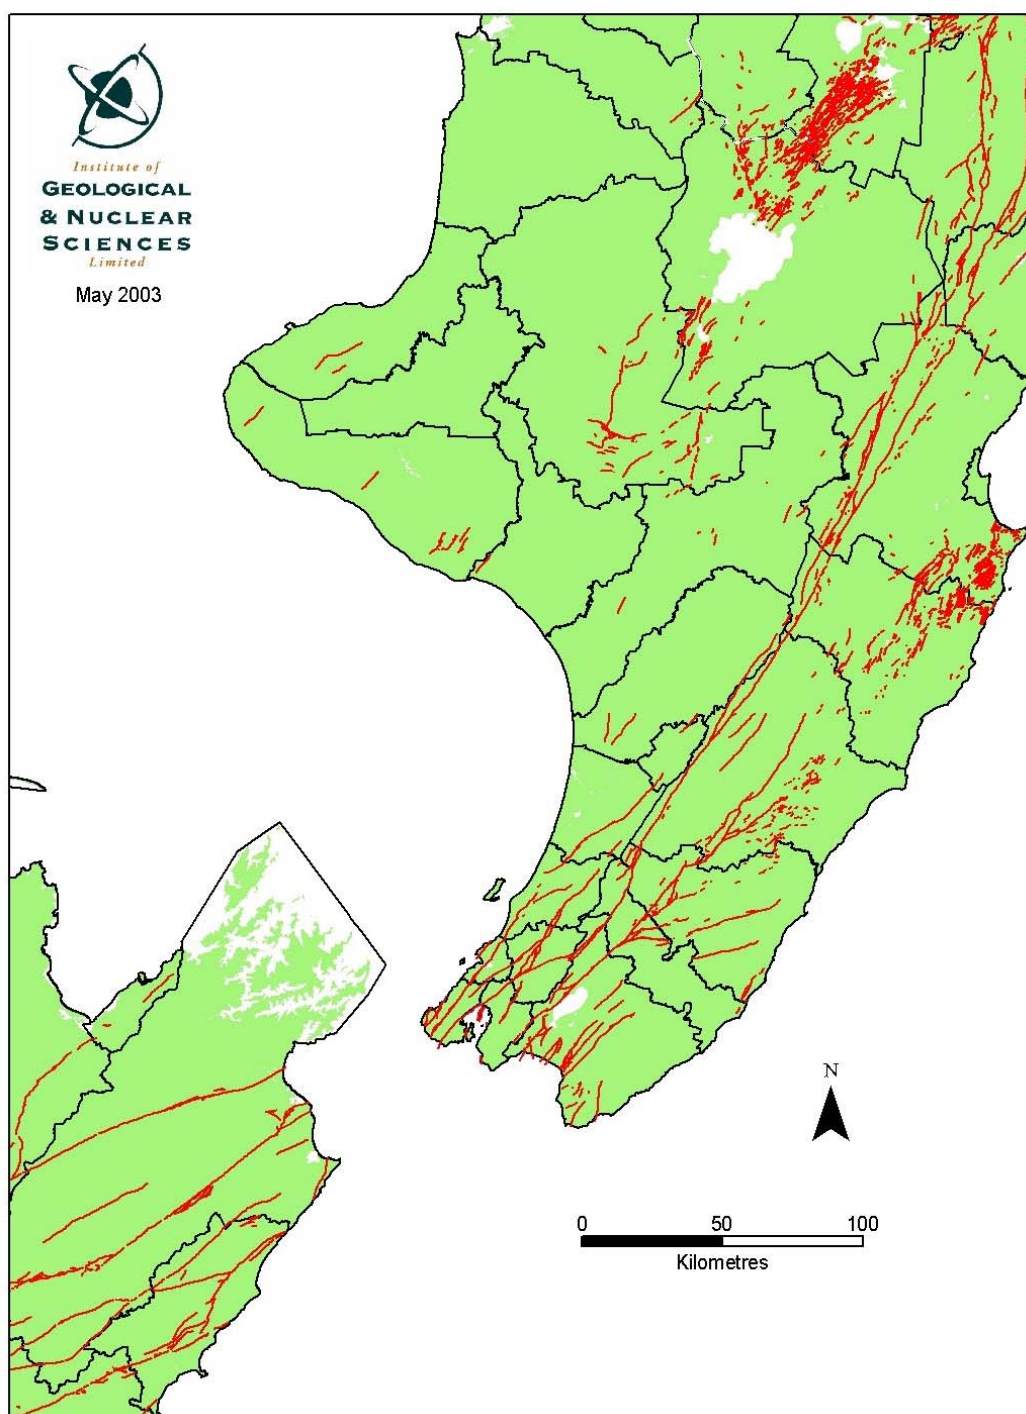 Institute of
GEOLOGICAL
& NUCLEAR
SCIENCES
Limited
May 2003
N
0 50 100
Kilometres